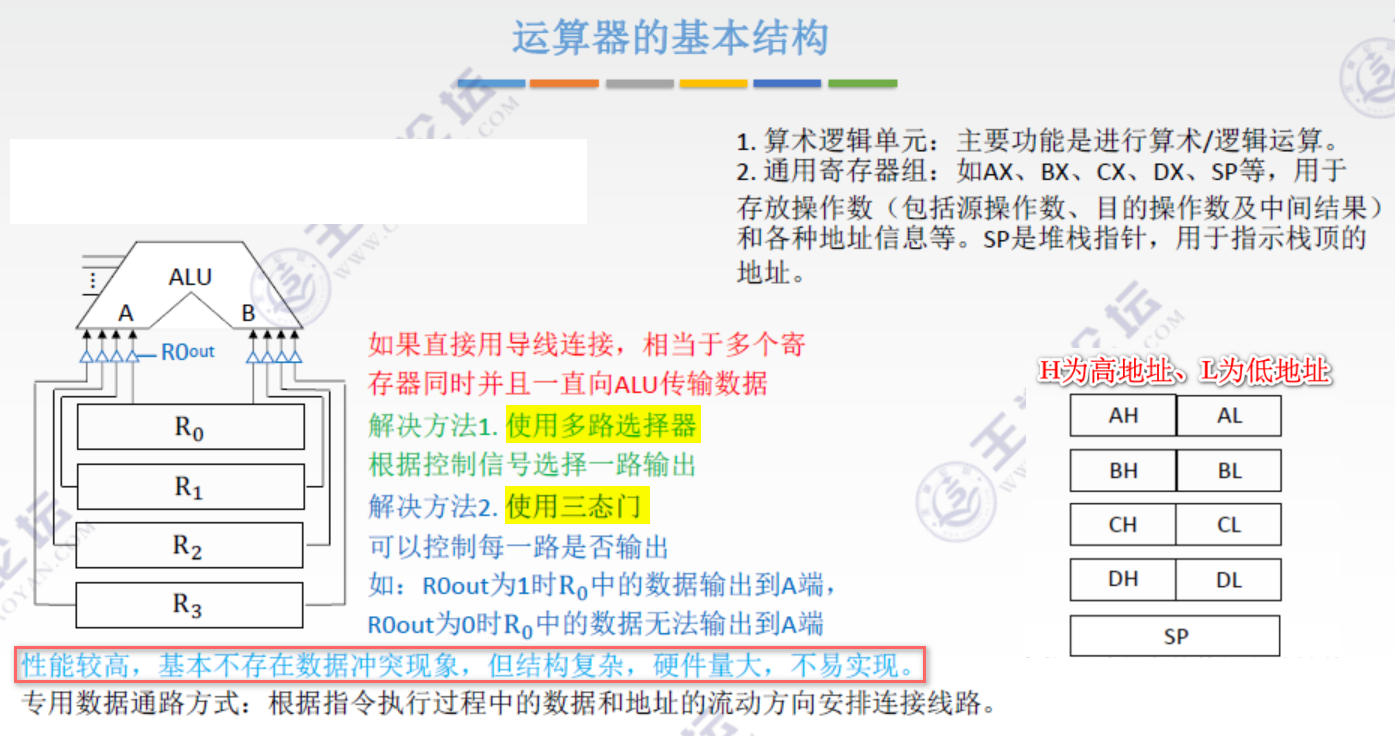 运算器的基本结构
1. 算术逻辑单元：主要功能是进行算术/逻辑运算。
2. 通用寄存器组：如AX、BX、CX、DX、SP等，用于
存放操作数（包括源操作数、目的操作数及中间结果）
和各种地址信息等。SP是堆栈指针，用于指示栈顶的
地址。
ALU
A
B
R0out
R₀
R₁
R₂
R₃
如果直接用导线连接，相当于多个寄
存器同时并且一直向ALU传输数据
解决方法1. 使用多路选择器
根据控制信号选择一路输出
解决方法2. 使用三态门
可以控制每一路是否输出
如：R0out为1时R₀中的数据输出到A端，
R0out为0时R₀中的数据无法输出到A端
H为高地址、L为低地址
AH AL
BH BL
CH CL
DH DL
SP
性能较高，基本不存在数据冲突现象，但结构复杂，硬件量大，不易实现。
专用数据通路方式：根据指令执行过程中的数据和地址的流动方向安排连接线路。